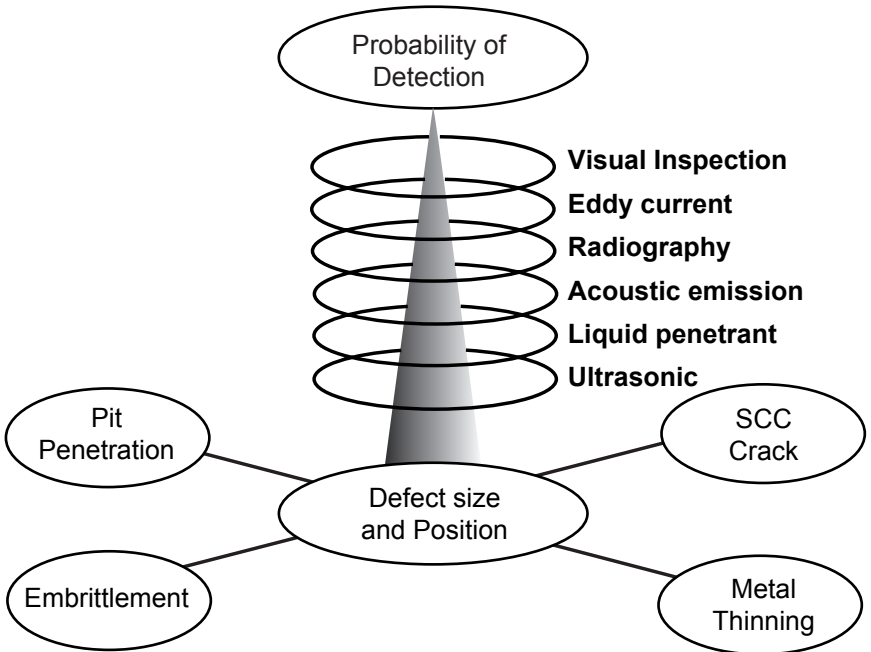 Probability of
Detection
Visual Inspection
Eddy current
Radiography
Acoustic emission
Liquid penetrant
Ultrasonic
Pit
Penetration
SCC
Crack
Defect size
and Position
Embrittlement
Metal
Thinning